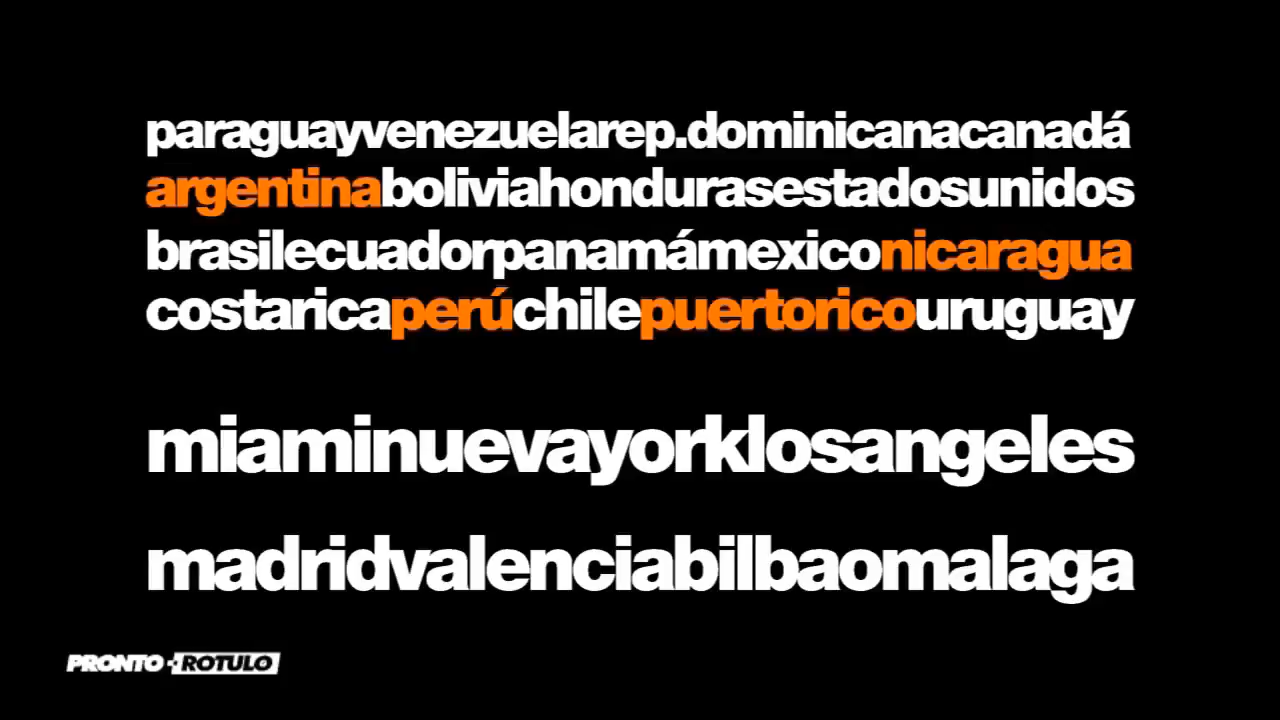 paraguayvenezuelarep.dominicanacanadá
argentinaboliviahondurasestadosunidos
brasilecuadorpanamámexiconicaragua
costaricaperúchilepuertoricouruguay
miaminuevayorklosangeles
madridvalenciabilbaomalaga
PRONTO-ROTULO